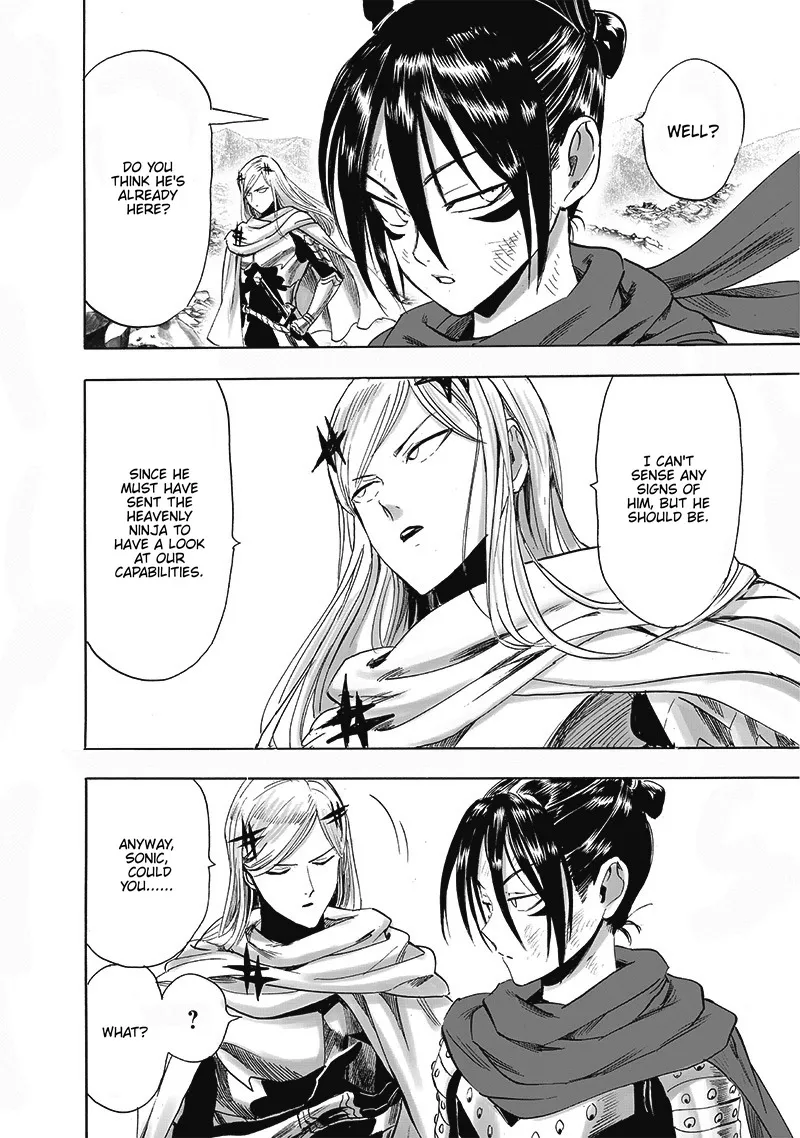 WELL?
DO YOU
THINK HE'S
ALREADY
HERE?
I CAN'T
SENSE ANY
SIGNS OF
HIM, BUT HE
SHOULD BE.
SINCE HE
MUST HAVE
SENT THE
HEAVENLY
NINJA TO
HAVE A LOOK
AT OUR
CAPABILITIES.
ANYWAY,
SONIC,
COULD
YOU......
?
WHAT?